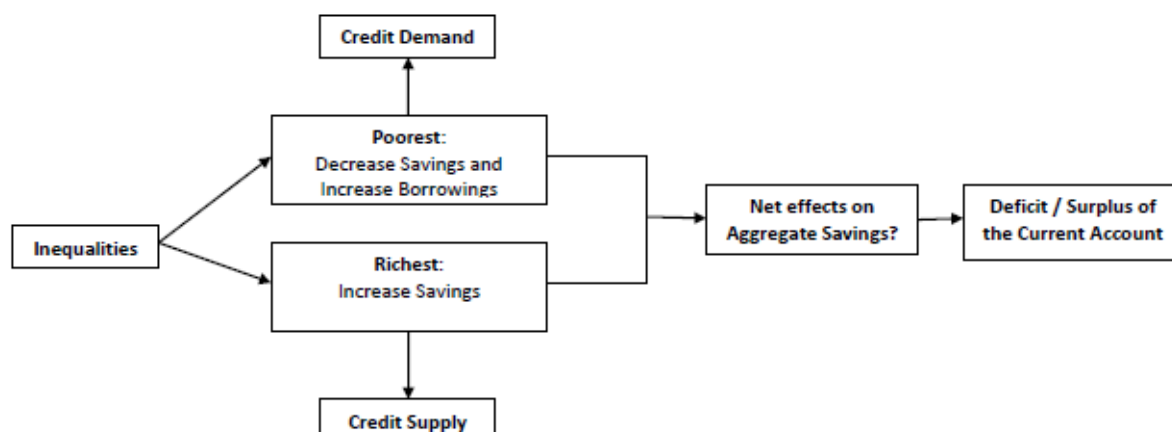 Credit Demand
Poorest:
Decrease Savings and
Increase Borrowings
Inequalities
Richest:
Increase Savings
Credit Supply
Net effects on
Aggregate Savings?
Deficit / Surplus of
the Current Account